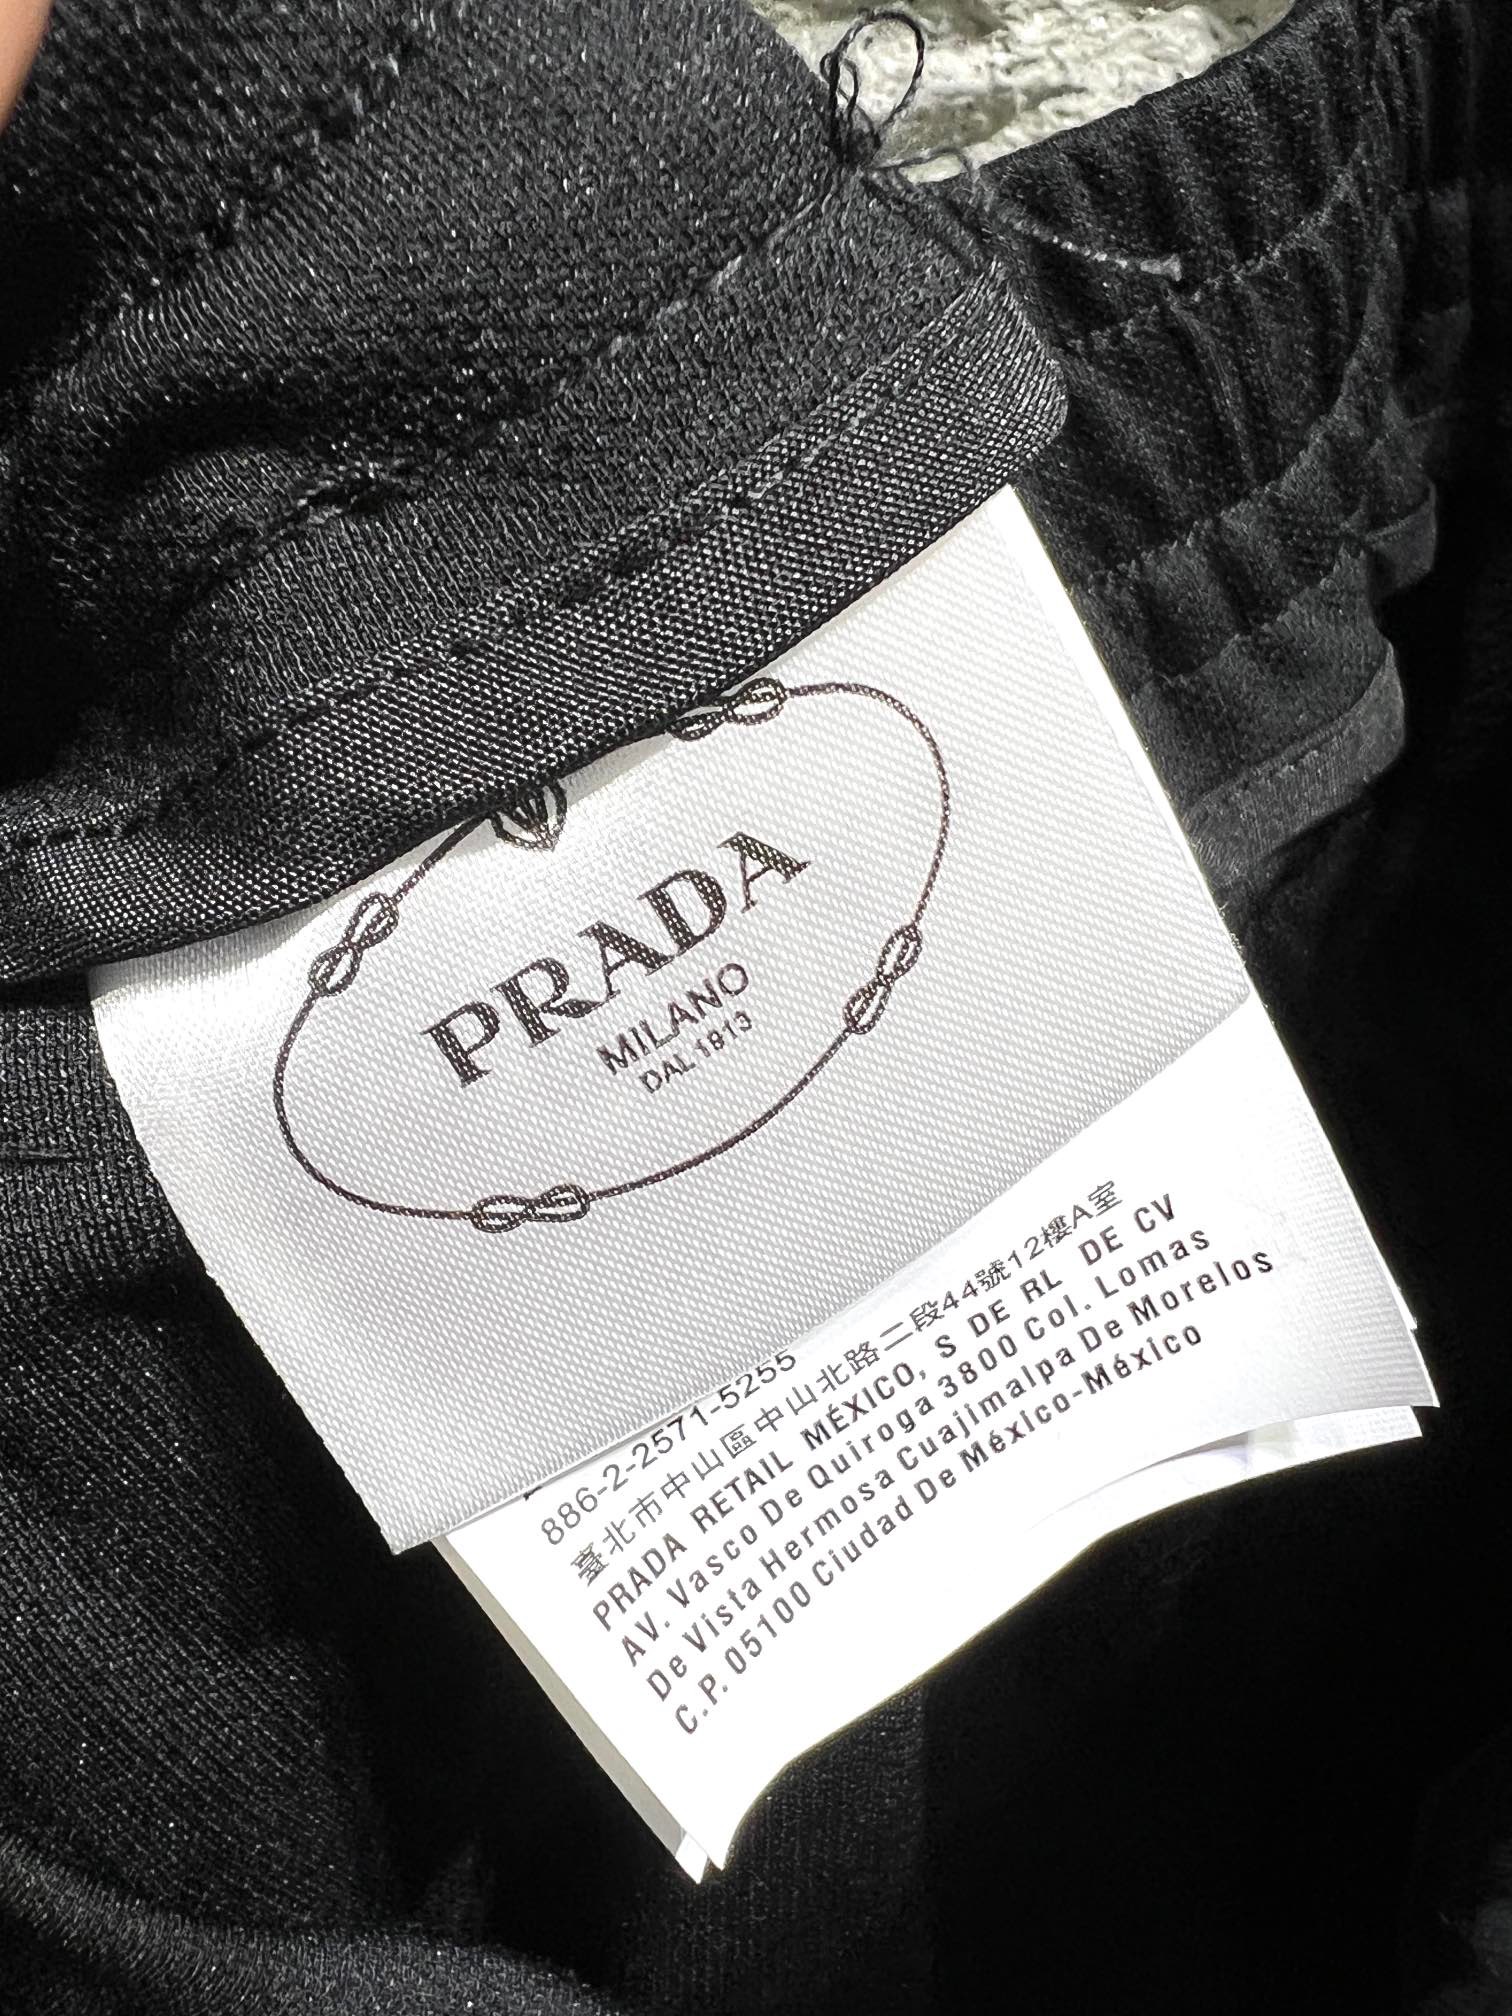 PRADA
MILANO
DAL 1913
886-2-2571-5255
臺北市中山區中山北路二段44號12樓A室
PRADA RETAIL MÉXICO, S DE RL DE CV
AV. Vasco De Quiroga 3800 Col. Lomas
De Vista Hermosa Cuajimalpa De Morelos
C.P. 05100 Ciudad De México-México